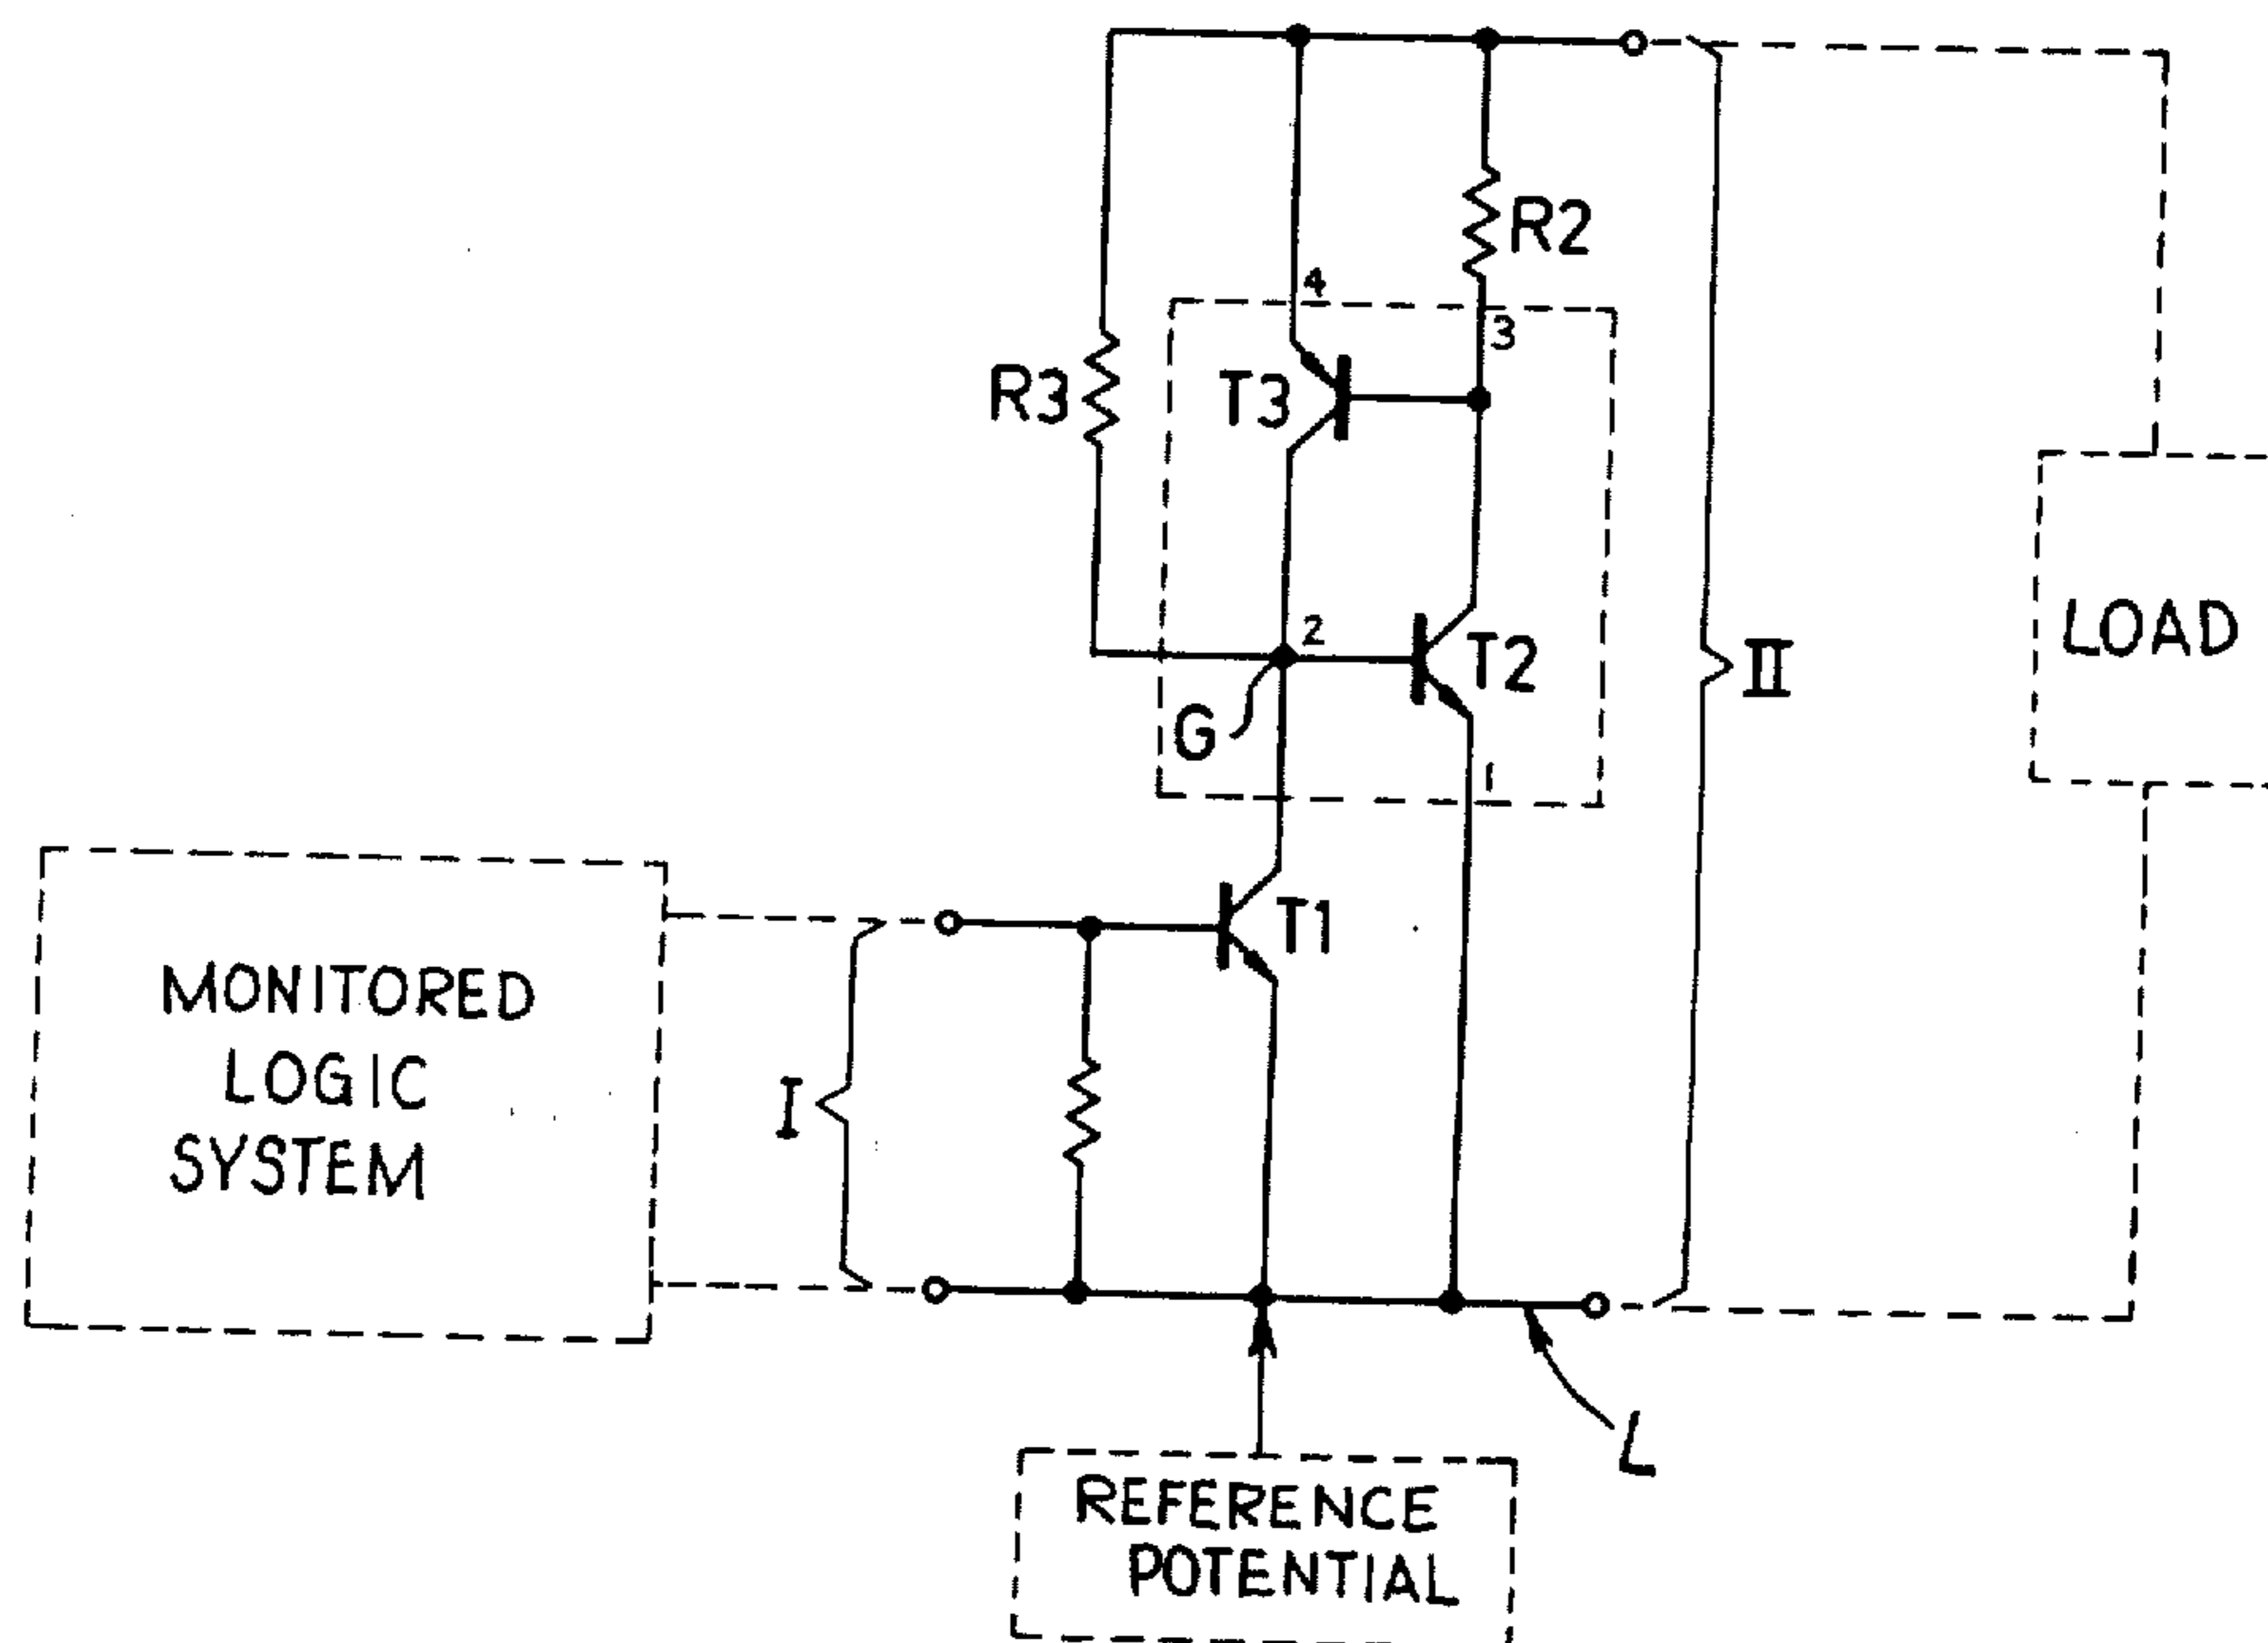 R2
4
3
R3
T3
LOAD
2
T2
II
G
1
T1
MONITORED
LOGIC
SYSTEM
I
L
REFERENCE
POTENTIAL